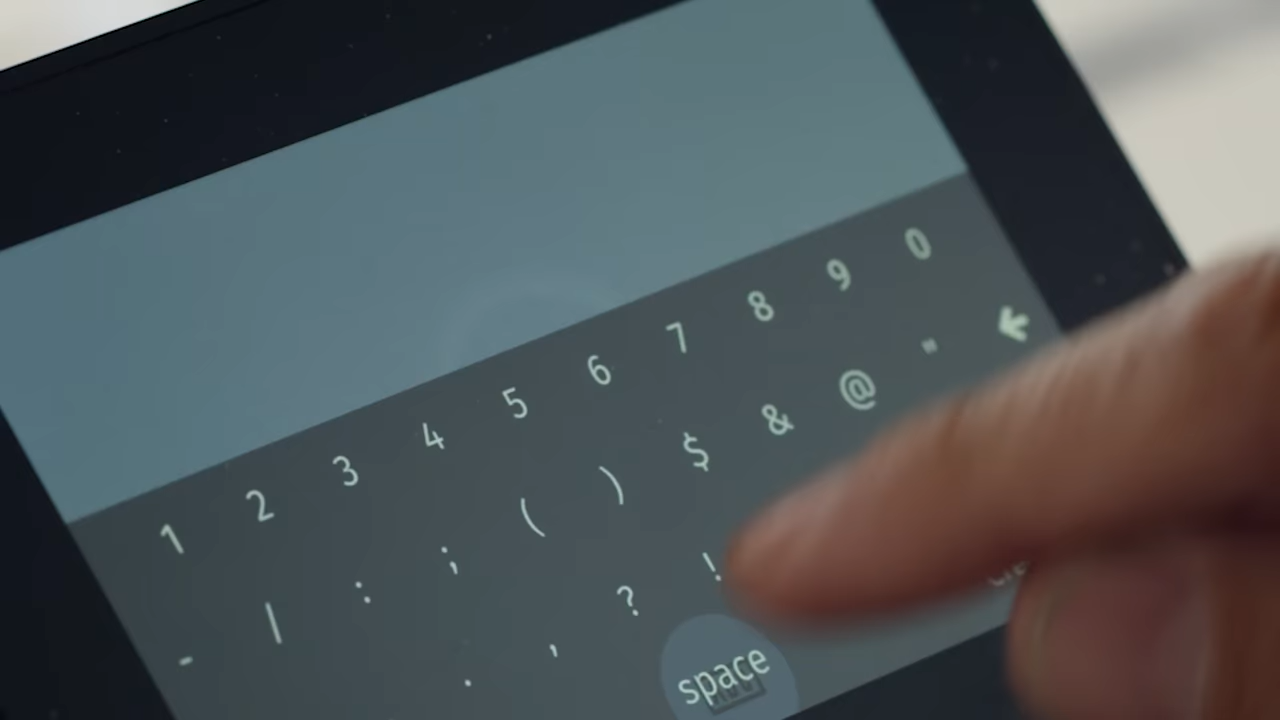 1 2 3 4 5 6 7 8 9 0
- | : ; ( ) $ & @ "
. , ? !
space